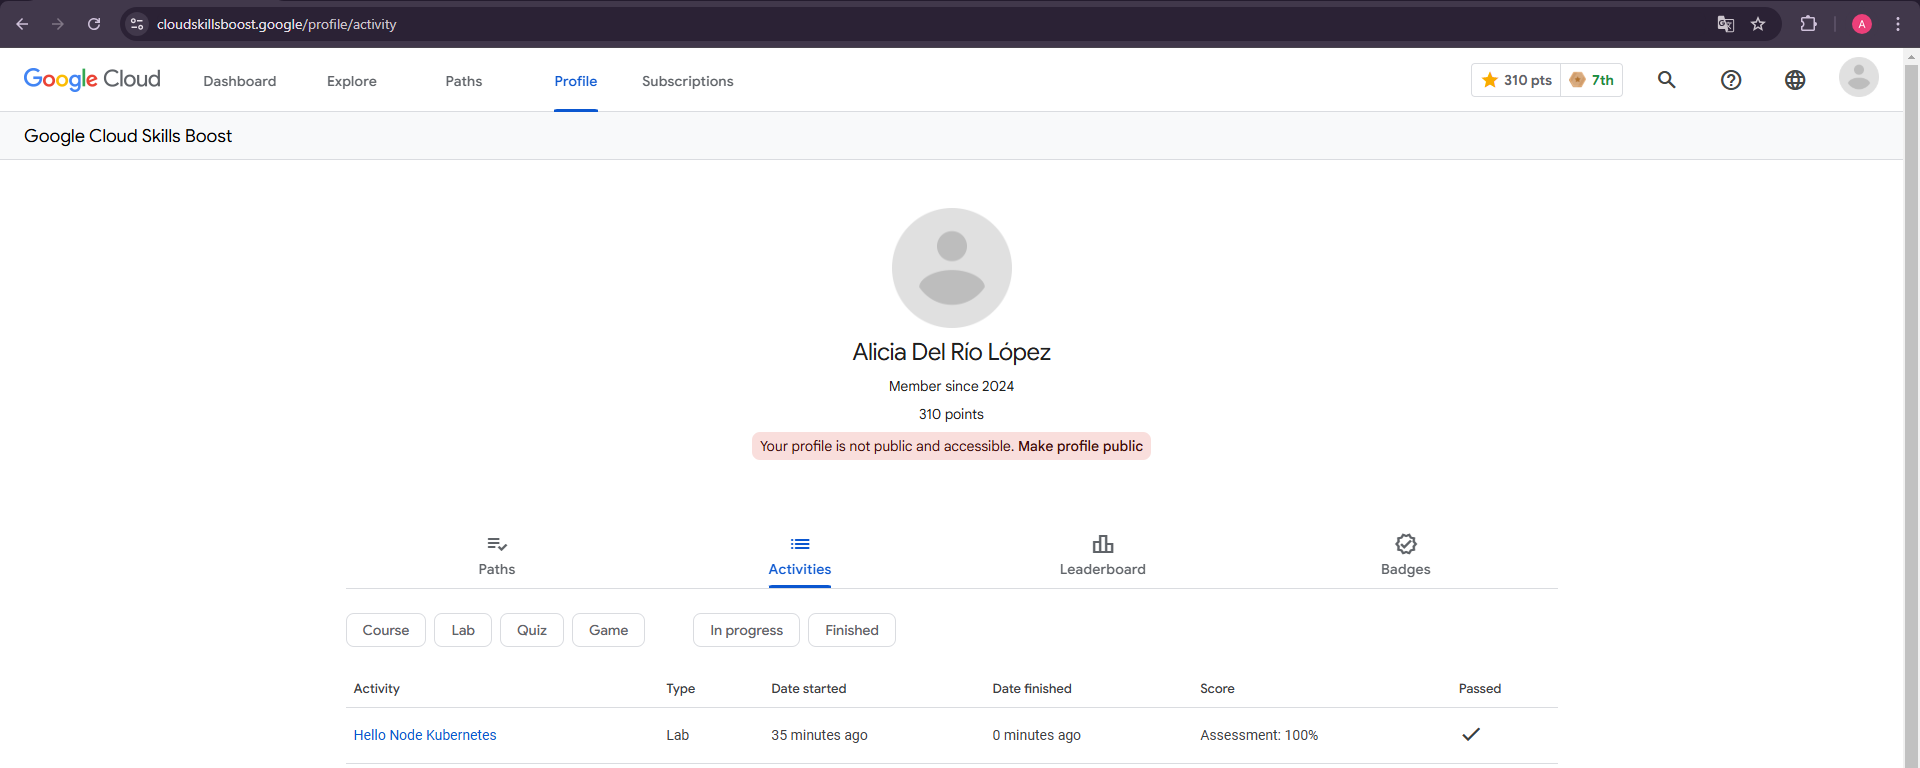 cloudskillsboost.google/profile/activity
A
Google Cloud Dashboard Explore Paths Profile Subscriptions 310 pts 7th
Google Cloud Skills Boost
Alicia Del Río López
Member since 2024
310 points
Your profile is not public and accessible. Make profile public
Paths Activities Leaderboard Badges
Course Lab Quiz Game In progress Finished
Activity Type Date started Date finished Score Passed
Hello Node Kubernetes Lab 35 minutes ago 0 minutes ago Assessment: 100%